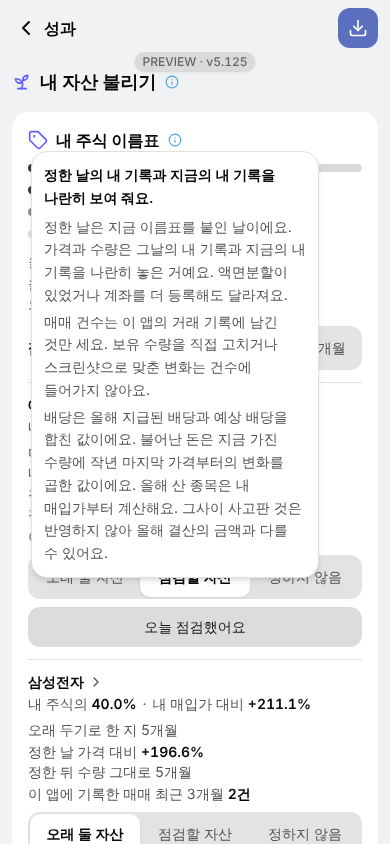 성과
PREVIEW · v5.125
내 자산 불리기
내 주식 이름표
정한 날의 내 기록과 지금의 내 기록을
나란히 보여 줘요.
정한 날은 지금 이름표를 붙인 날이에요.
가격과 수량은 그날의 내 기록과 지금의 내
기록을 나란히 놓은 거예요. 액면분할이
있었거나 계좌를 더 등록해도 달라져요.
매매 건수는 이 앱의 거래 기록에 남긴
것만 세요. 보유 수량을 직접 고치거나
스크린샷으로 맞춘 변화는 건수에
들어가지 않아요.
배당은 올해 지급된 배당과 예상 배당을
합친 값이에요. 불어난 돈은 지금 가진
수량에 작년 마지막 가격부터의 변화를
곱한 값이에요. 올해 산 종목은 내
매입가부터 계산해요. 그사이 사고판 것은
반영하지 않아 올해 결산의 금액과 다를
수 있어요.
개월
오래 둘 자산 점검할 자산 정하지 않음
오늘 점검했어요
삼성전자
내 주식의 40.0% · 내 매입가 대비 +211.1%
오래 두기로 한 지 5개월
정한 날 가격 대비 +196.6%
정한 뒤 수량 그대로 5개월
이 앱에 기록한 매매 최근 3개월 2건
오래 둘 자산 점검할 자산 정하지 않음